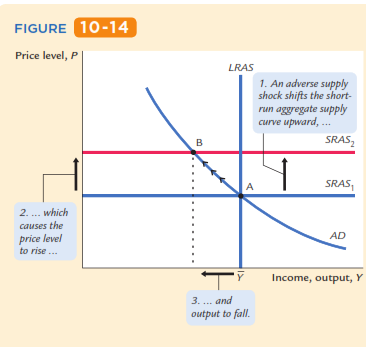 FIGURE 10-14
Price level, P
LRAS
1. An adverse supply
shock shifts the short-
run aggregate supply
curve upward, ...
SRAS₂
B
SRAS₁
A
2. ... which
causes the
price level
to rise ...
AD
Y̅
Income, output, Y
3. ... and
output to fall.